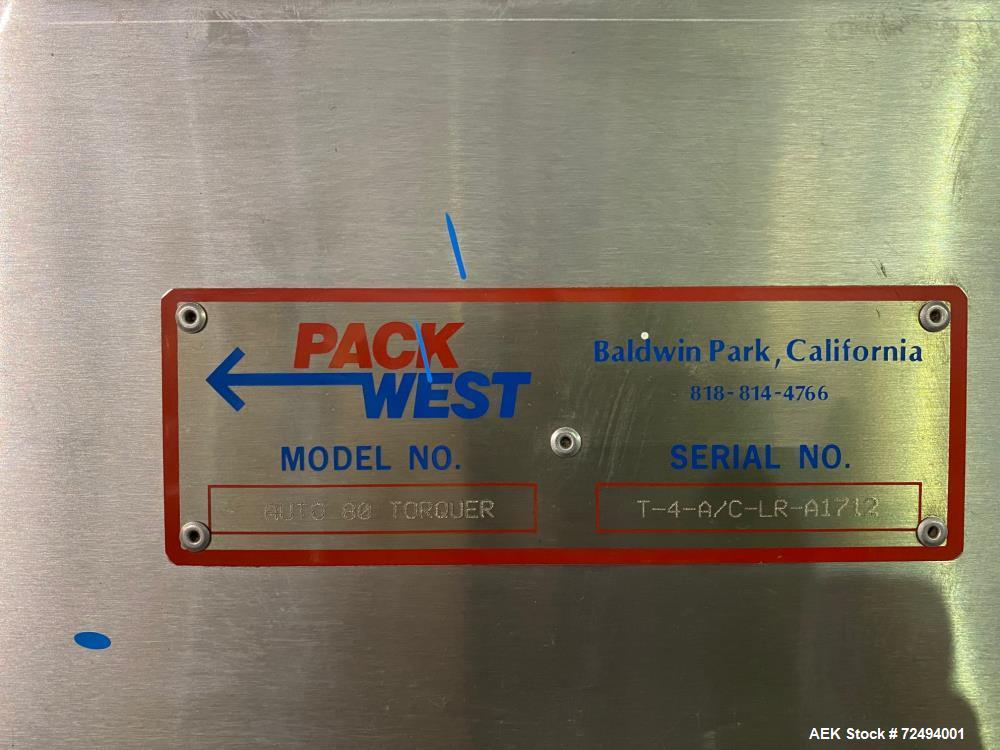 PACK
WEST
Baldwin Park, California
818-814-4766
MODEL NO.
SERIAL NO.
AUTO 80 TORQUER
T-4-A/C-LR-A1712
AEK Stock # 72494001